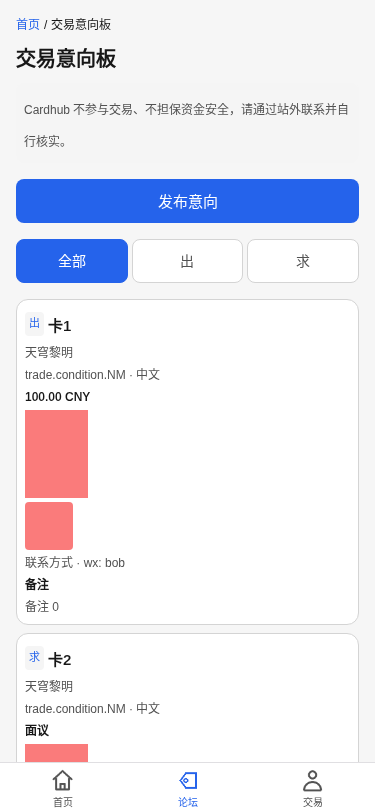 首页 / 交易意向板
交易意向板
Cardhub 不参与交易、不担保资金安全，请通过站外联系并自
行核实。
发布意向
全部
出
求
出 卡1
天穹黎明
trade.condition.NM · 中文
100.00 CNY
联系方式 · wx: bob
备注
备注 0
求 卡2
天穹黎明
trade.condition.NM · 中文
面议
首页
论坛
交易